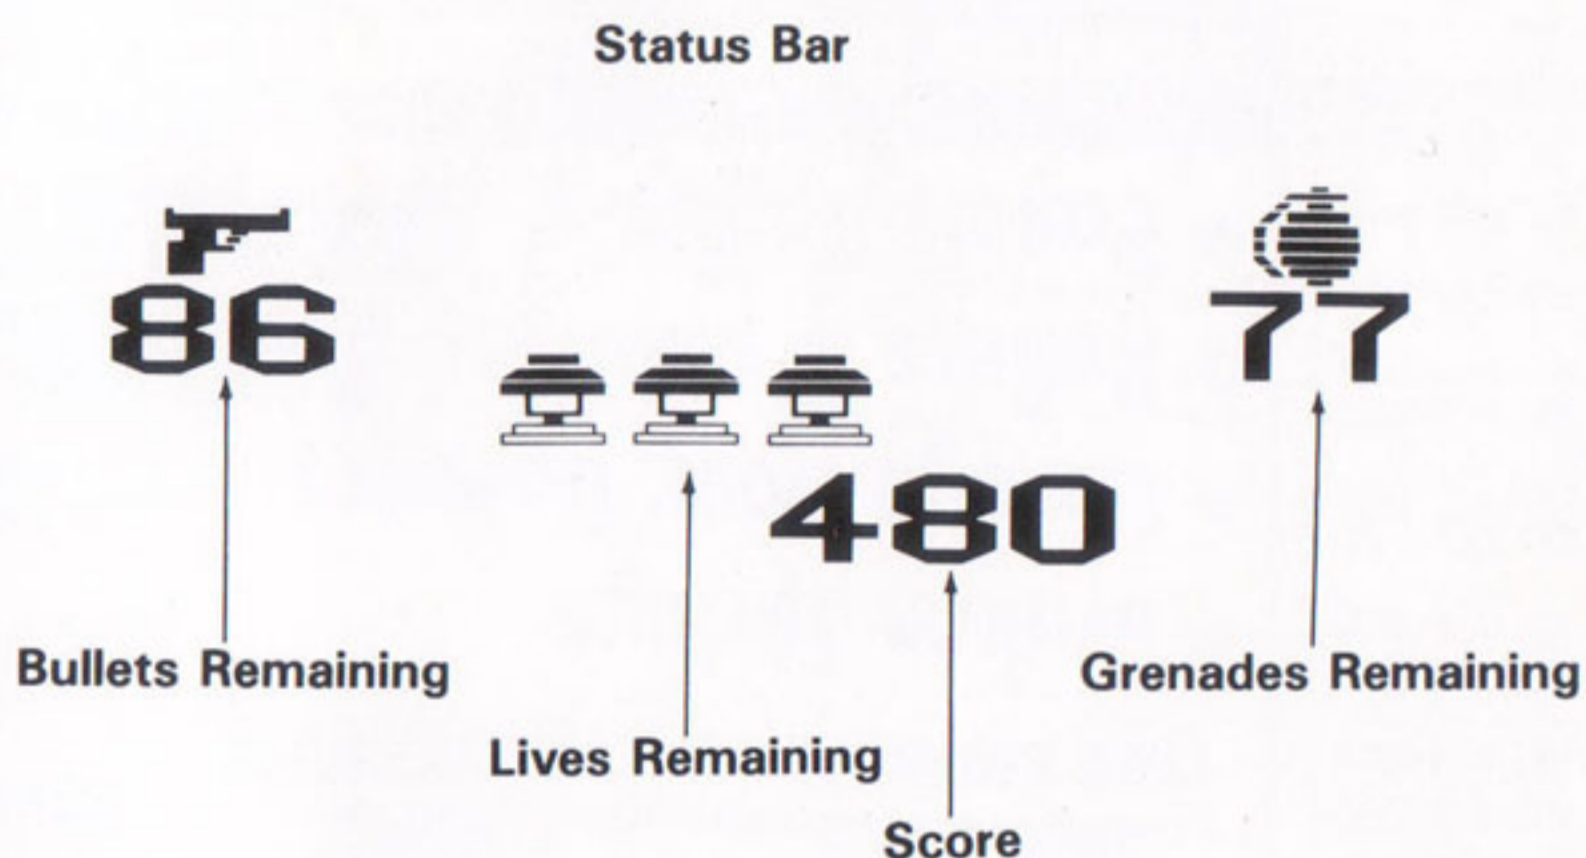 Status Bar
86
77
480
Bullets Remaining
Grenades Remaining
Lives Remaining
Score